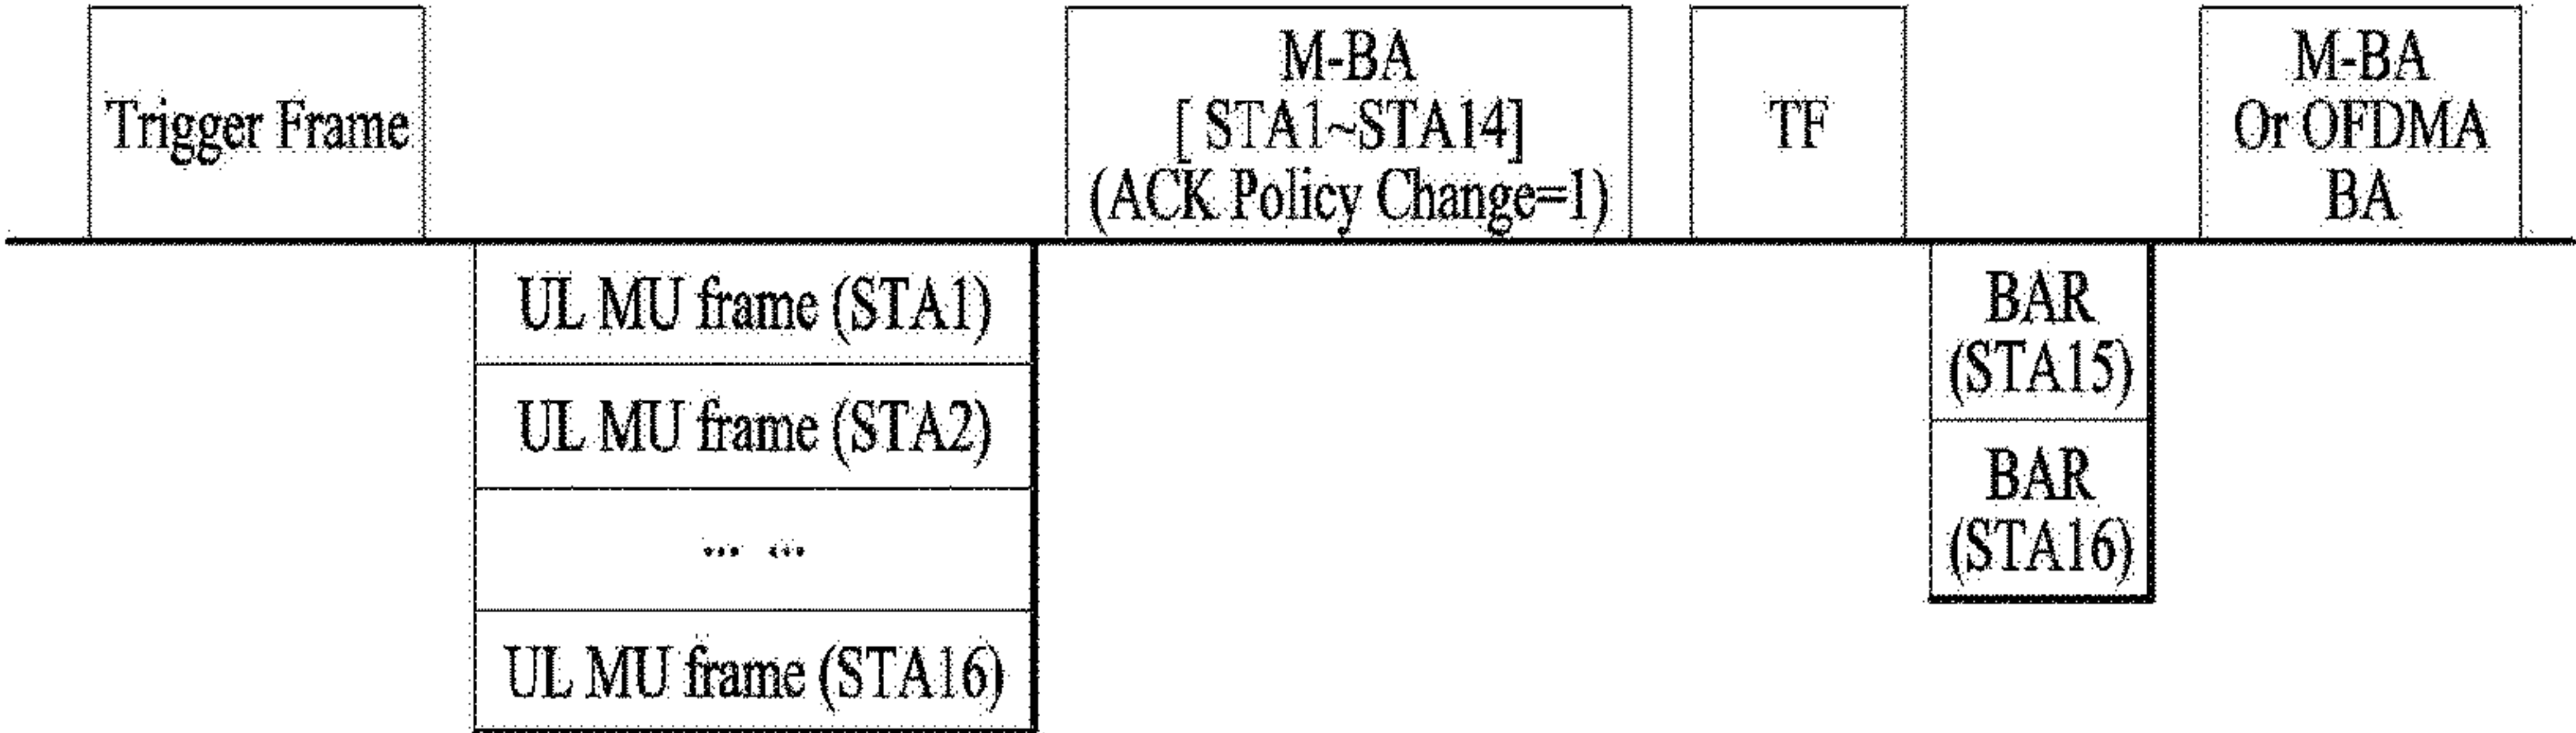 Trigger Frame
M-BA
[ STA1~STA14]
(ACK Policy Change=1)
TF
M-BA
Or OFDMA
BA
UL MU frame (STA1)
UL MU frame (STA2)
... ...
UL MU frame (STA16)
BAR
(STA15)
BAR
(STA16)